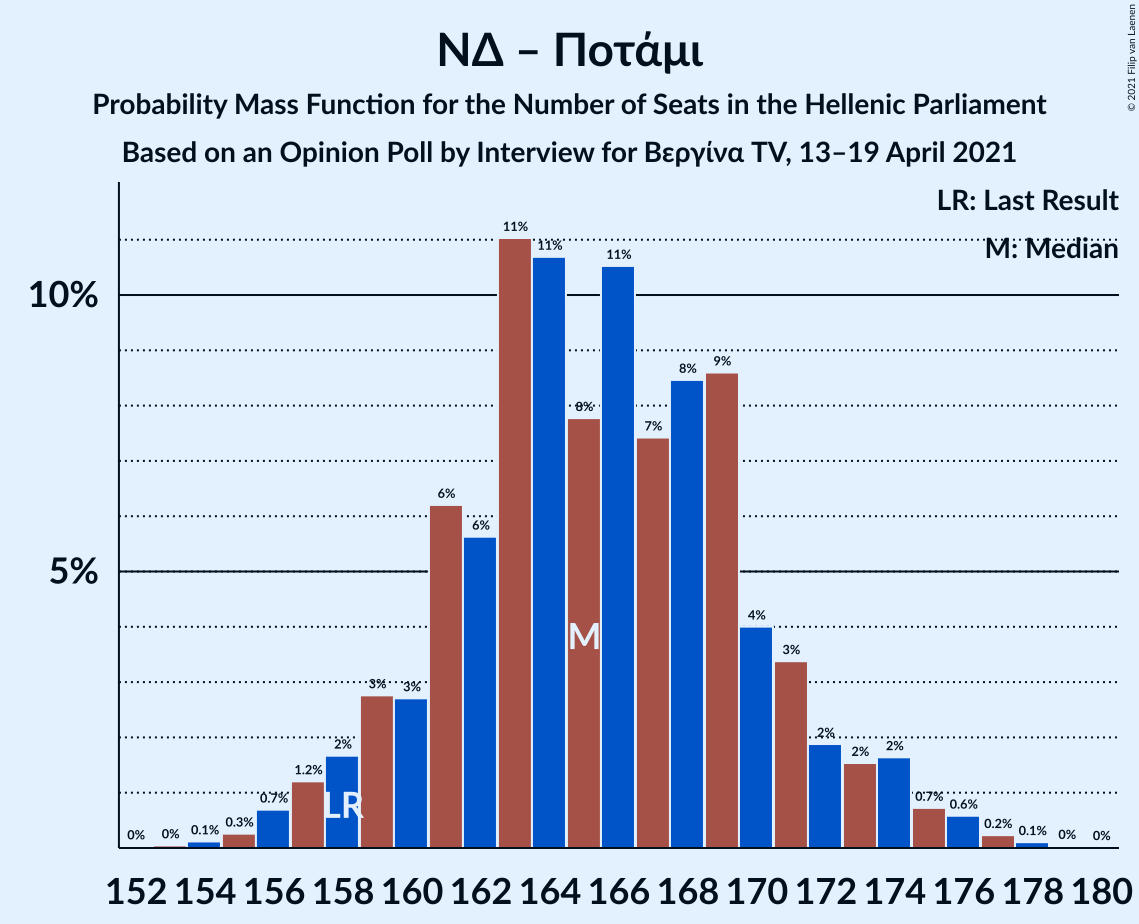 © 2021 Filip van Laenen
ΝΔ – Ποτάμι
Probability Mass Function for the Number of Seats in the Hellenic Parliament
Based on an Opinion Poll by Interview for Βεργίνα TV, 13–19 April 2021
LR: Last Result
M: Median
10%
5%
0% 0% 0.1% 0.3% 0.7% 1.2% 2% 3% 3% 6% 6% 11% 11% 8% 11% 7% 8% 9% 4% 3% 2% 2% 2% 0.7% 0.6% 0.2% 0.1% 0% 0%
M
LR
152 154 156 158 160 162 164 166 168 170 172 174 176 178 180